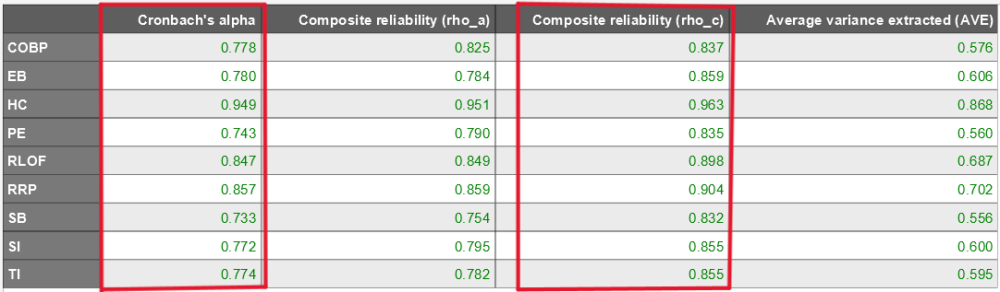 Cronbach's alpha Composite reliability (rho_a) Composite reliability (rho_c) Average variance extracted (AVE)
COBP 0.778 0.825 0.837 0.576
EB 0.780 0.784 0.859 0.606
HC 0.949 0.951 0.963 0.868
PE 0.743 0.790 0.835 0.560
RLOF 0.847 0.849 0.898 0.687
RRP 0.857 0.859 0.904 0.702
SB 0.733 0.754 0.832 0.556
SI 0.772 0.795 0.855 0.600
TI 0.774 0.782 0.855 0.595